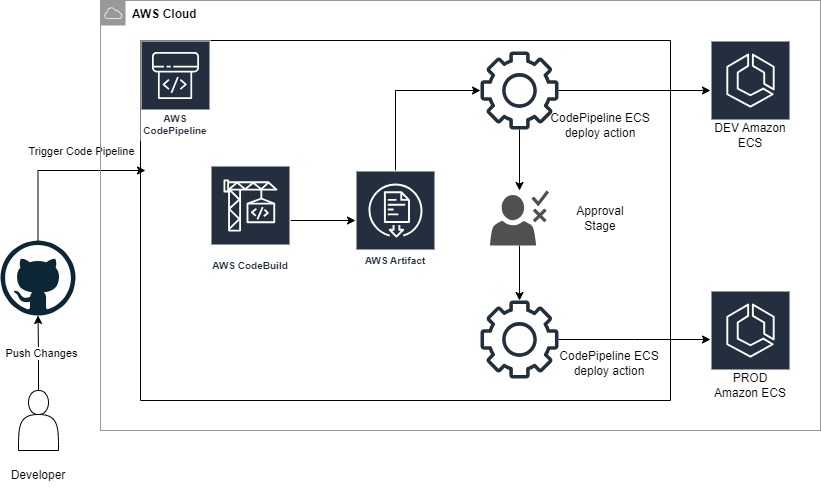 AWS Cloud
AWS
CodePipeline
Trigger Code Pipeline
CodePipeline ECS
deploy action
DEV Amazon
ECS
Approval
Stage
AWS CodeBuild
AWS Artifact
Push Changes
CodePipeline ECS
deploy action
PROD
Amazon ECS
Developer